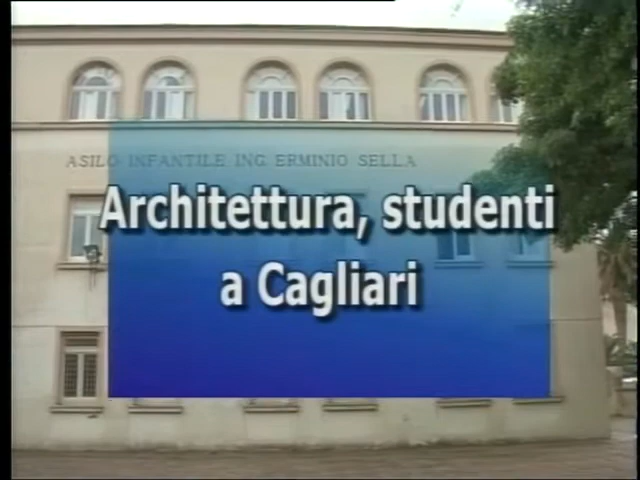 ASILO INFANTILE ING. ERMINIO SELLA
Architettura, studenti
a Cagliari